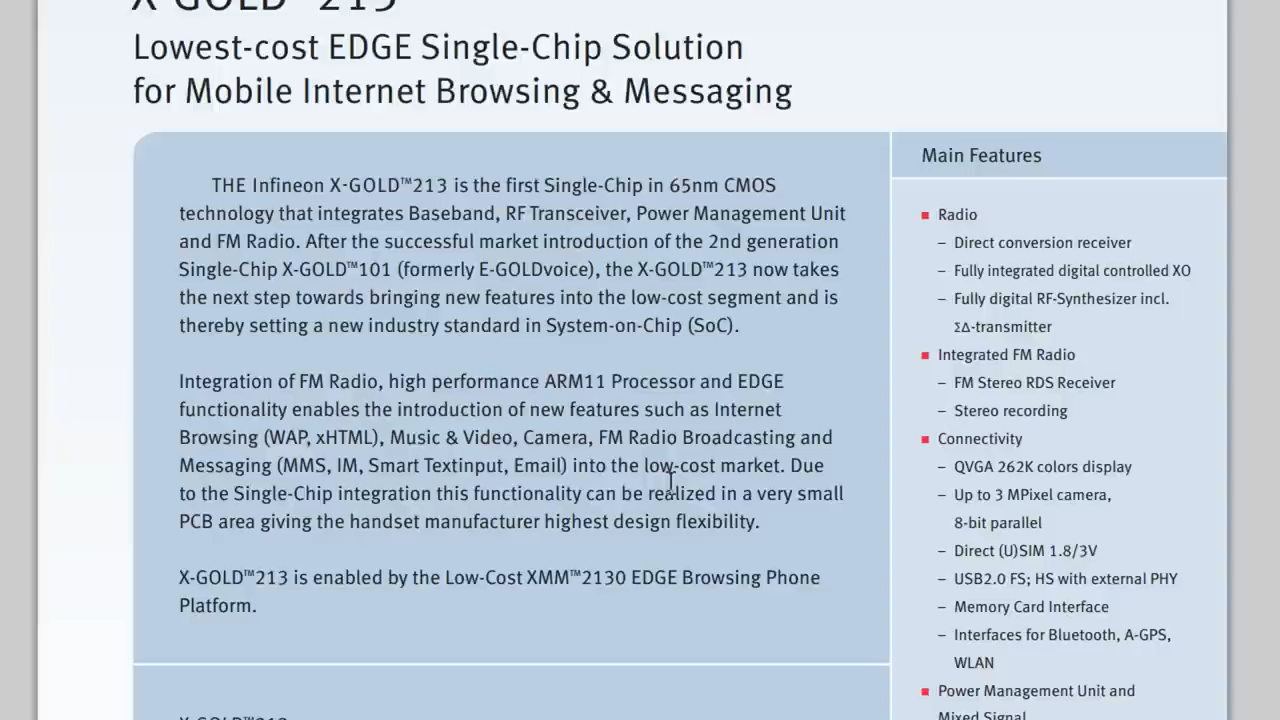 X-GOLD™ 213
Lowest-cost EDGE Single-Chip Solution
for Mobile Internet Browsing & Messaging
THE Infineon X-GOLD™213 is the first Single-Chip in 65nm CMOS
technology that integrates Baseband, RF Transceiver, Power Management Unit
and FM Radio. After the successful market introduction of the 2nd generation
Single-Chip X-GOLD™101 (formerly E-GOLDvoice), the X-GOLD™213 now takes
the next step towards bringing new features into the low-cost segment and is
thereby setting a new industry standard in System-on-Chip (SoC).
Integration of FM Radio, high performance ARM11 Processor and EDGE
functionality enables the introduction of new features such as Internet
Browsing (WAP, xHTML), Music & Video, Camera, FM Radio Broadcasting and
Messaging (MMS, IM, Smart Textinput, Email) into the low-cost market. Due
to the Single-Chip integration this functionality can be realized in a very small
PCB area giving the handset manufacturer highest design flexibility.
X-GOLD™213 is enabled by the Low-Cost XMM™2130 EDGE Browsing Phone
Platform.
X-GOLD™213
Main Features
Radio
– Direct conversion receiver
– Fully integrated digital controlled XO
– Fully digital RF-Synthesizer incl.
ΣΔ-transmitter
Integrated FM Radio
– FM Stereo RDS Receiver
– Stereo recording
Connectivity
– QVGA 262K colors display
– Up to 3 MPixel camera,
8-bit parallel
– Direct (U)SIM 1.8/3V
– USB2.0 FS; HS with external PHY
– Memory Card Interface
– Interfaces for Bluetooth, A-GPS,
WLAN
Power Management Unit and
Mixed Signal